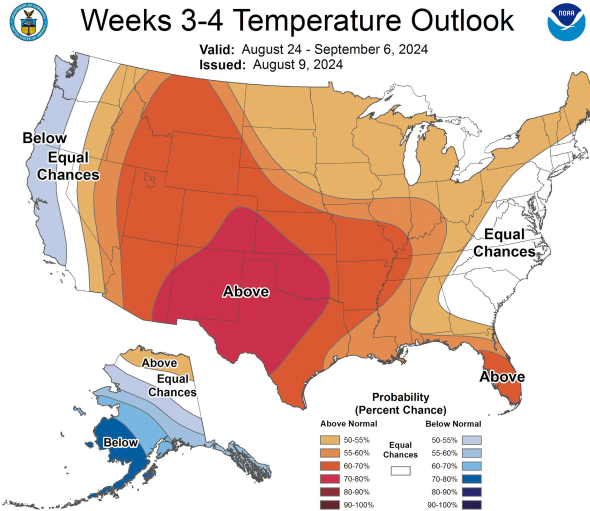 Weeks 3-4 Temperature Outlook
Valid: August 24 - September 6, 2024
Issued: August 9, 2024
NOAA
Below
Equal
Chances
Above
Equal
Chances
Above
Above
Equal
Chances
Below
Probability
(Percent Chance)
Above Normal
50-55%
55-60%
60-70%
70-80%
80-90%
90-100%
Equal
Chances
Below Normal
50-55%
55-60%
60-70%
70-80%
80-90%
90-100%